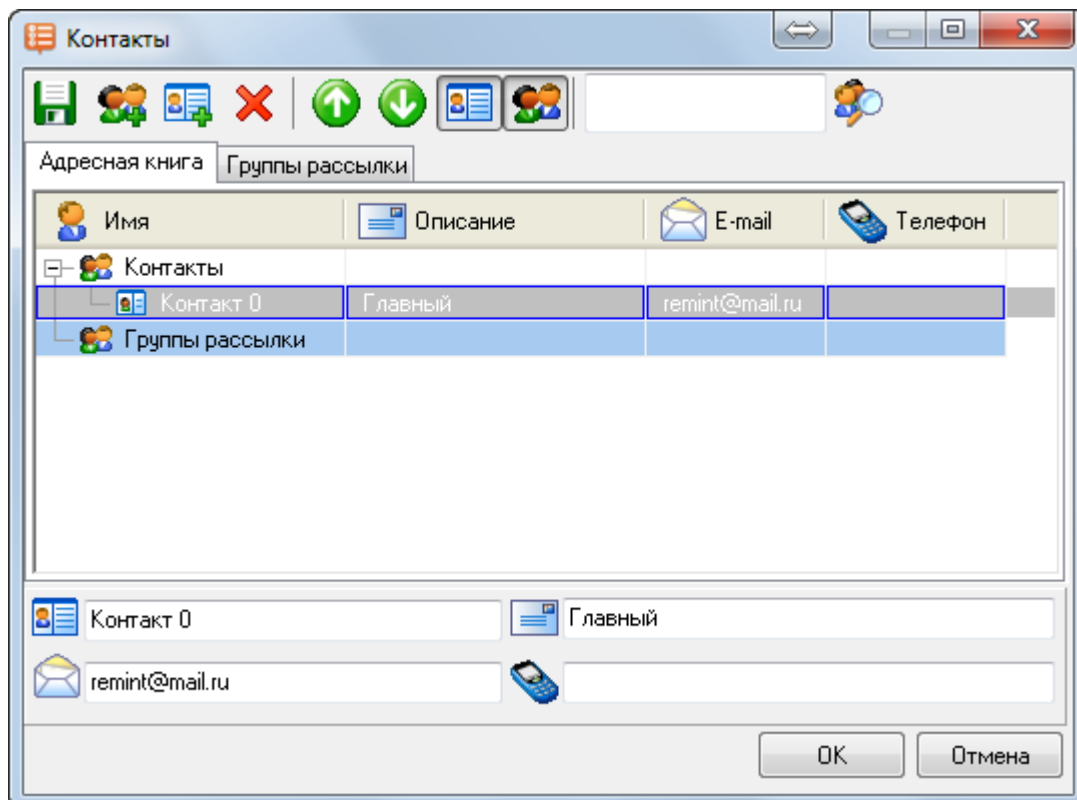 Контакты
Адресная книга Группы рассылки
Имя Описание E-mail Телефон
Контакты
Контакт 0 Главный remint@mail.ru
Группы рассылки
Контакт 0 Главный
remint@mail.ru
OK Отмена